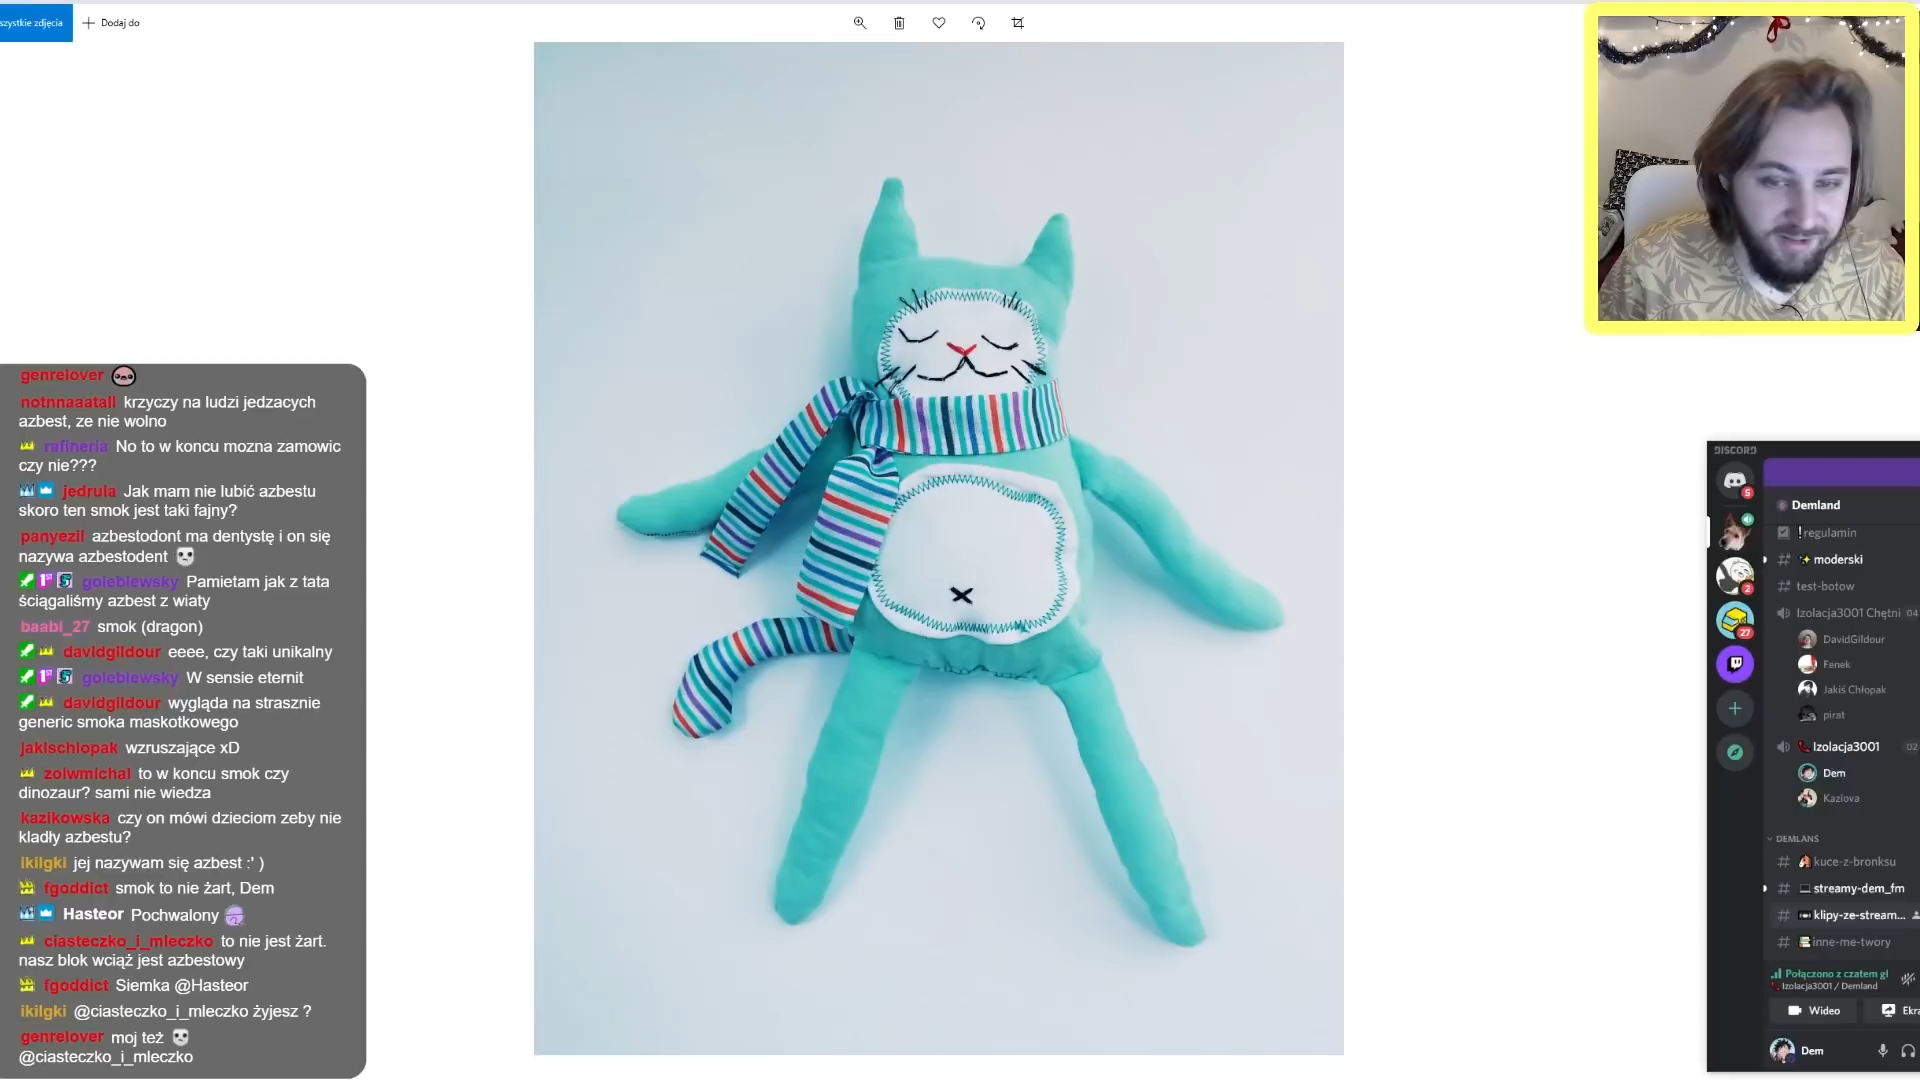 szystkie zdjęcia
Dodaj do
genrelover
notnnaaatall krzyczy na ludzi jedzacych
azbest, ze nie wolno
rafineria No to w koncu mozna zamowic
czy nie???
jedrula Jak mam nie lubić azbestu
skoro ten smok jest taki fajny?
panyezil azbestodont ma dentystę i on się
nazywa azbestodent
goleblewsky Pamietam jak z tata
ściągaliśmy azbest z wiaty
baabi_27 smok (dragon)
davidgildour eeee, czy taki unikalny
goleblewsky W sensie eternit
davidgildour wygląda na strasznie
generic smoka maskotkowego
jakischlopak wzruszające xD
zolwmichal to w koncu smok czy
dinozaur? sami nie wiedza
kazikowska czy on mówi dzieciom zeby nie
kladły azbestu?
ikilgki jej nazywam się azbest :' )
fgoddict smok to nie żart, Dem
Hasteor Pochwalony
ciasteczko_i_mleczko to nie jest żart.
nasz blok wciąż jest azbestowy
fgoddict Siemka @Hasteor
ikilgki @ciasteczko_i_mleczko żyjesz ?
genrelover moj też
@ciasteczko_i_mleczko
DISCORD
5
2
27
Demland
!regulamin
moderski
test-botow
Izolacja3001 Chętni 04
DavidGildour
Fenek
Jakiś Chłopak
pirat
Izolacja3001 02
Dem
Kazlova
DEMLANS
kuce-z-bronksu
streamy-dem_fm
klipy-ze-stream...
inne-me-twory
Połączono z czatem gł
Izolacja3001 / Demland
Wideo
Ekra
Dem